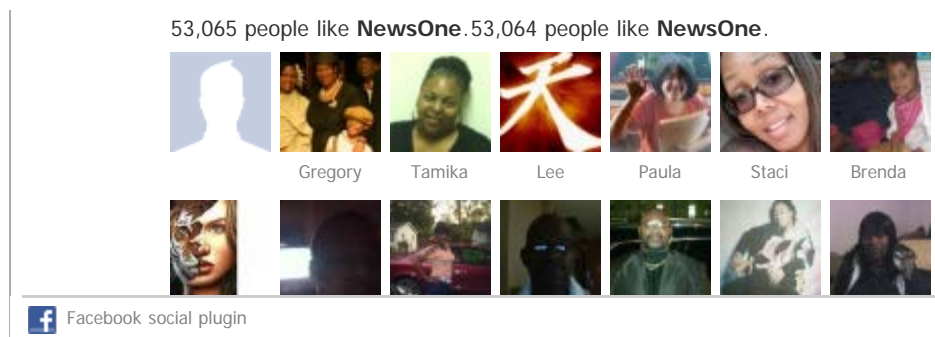 53,065 people like NewsOne.53,064 people like NewsOne.
天
Gregory Tamika Lee Paula Staci Brenda
f Facebook social plugin